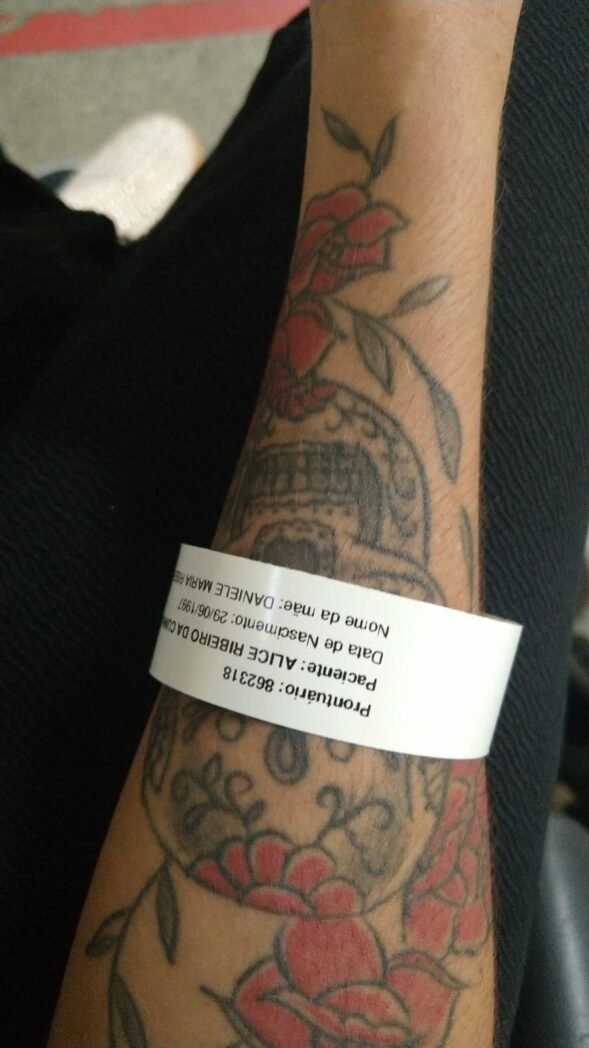 Prontuário: 862318
Paciente: ALICE RIBEIRO DA
Data de Nascimento: 29/06/1997
Nome da mãe: DANIELE MARIA